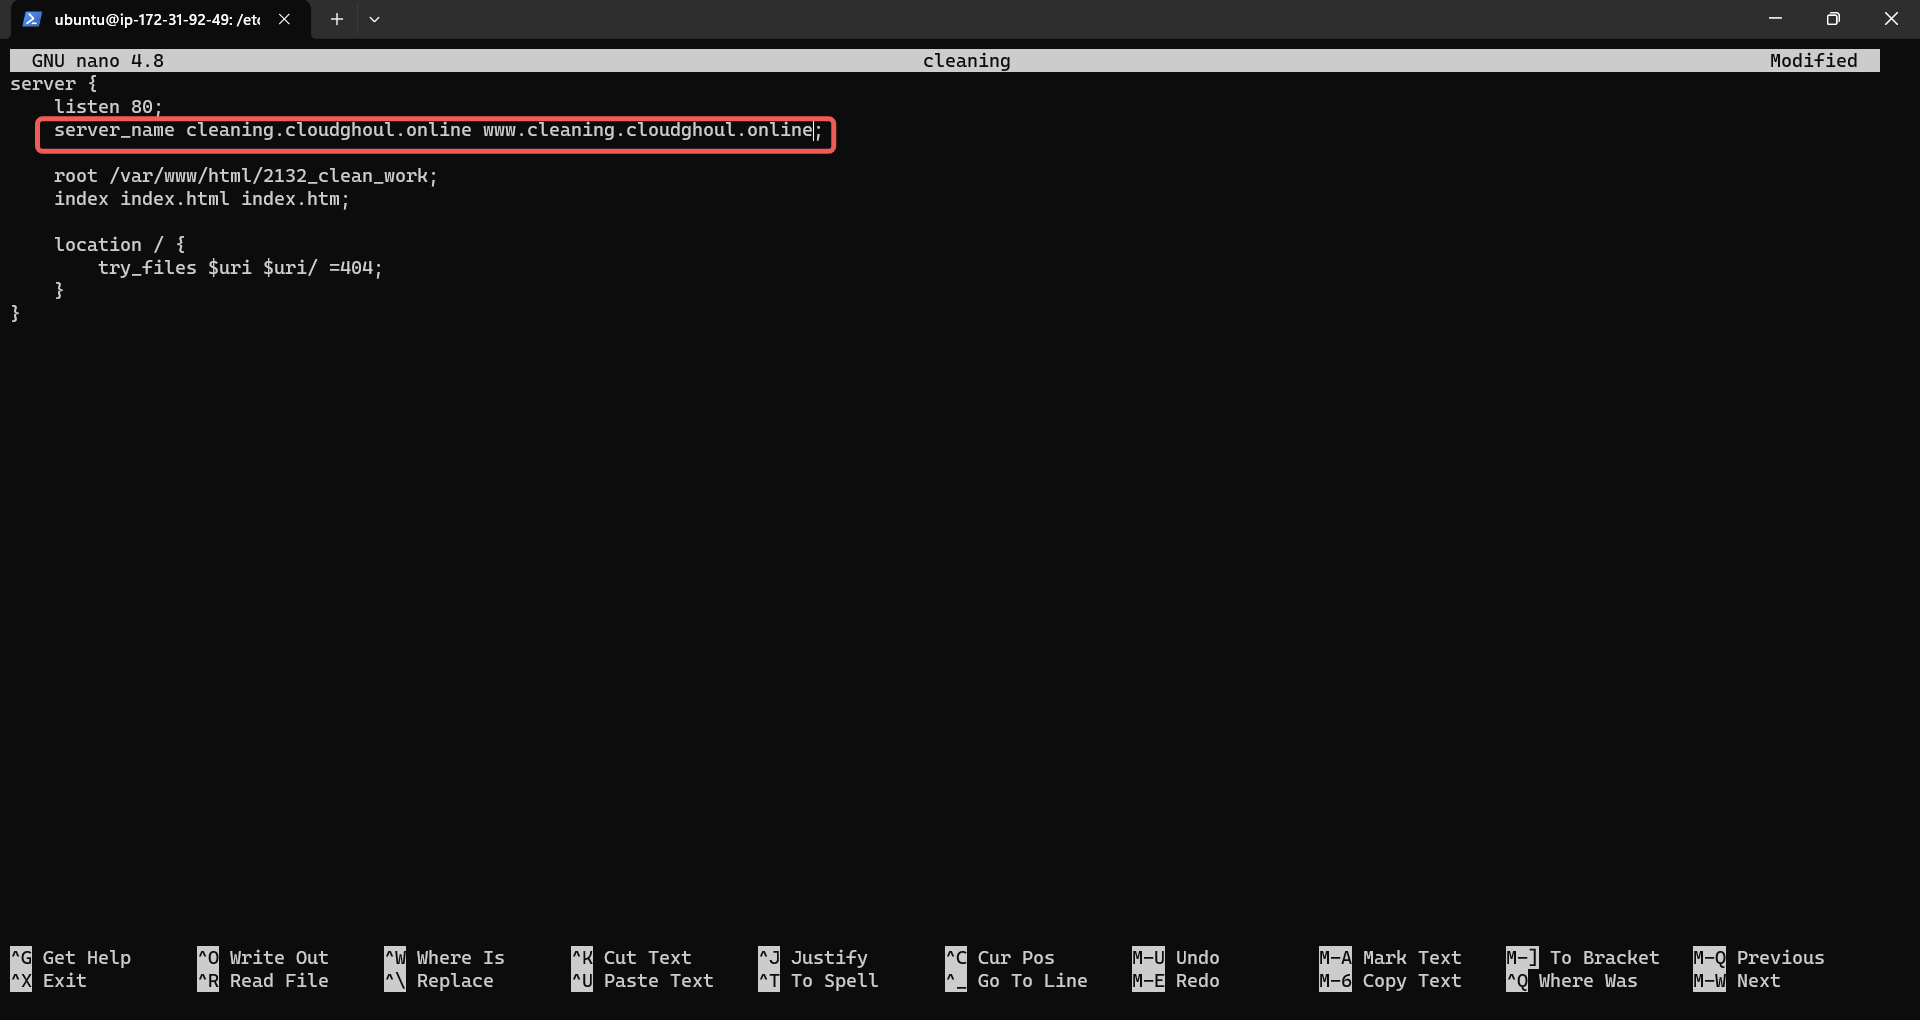 ubuntu@ip-172-31-92-49: /etc
GNU nano 4.8 cleaning Modified
server {
    listen 80;
    server_name cleaning.cloudghoul.online www.cleaning.cloudghoul.online;
    root /var/www/html/2132_clean_work;
    index index.html index.htm;
    location / {
        try_files $uri $uri/ =404;
    }
}
^G Get Help ^O Write Out ^W Where Is ^K Cut Text ^J Justify ^C Cur Pos M-U Undo M-A Mark Text M-] To Bracket M-Q Previous
^X Exit ^R Read File ^\ Replace ^U Paste Text ^T To Spell ^_ Go To Line M-E Redo M-6 Copy Text ^Q Where Was M-W Next